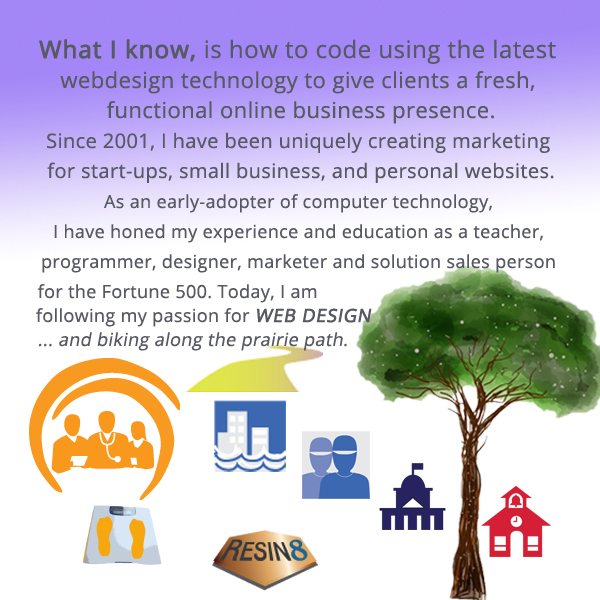 What I know, is how to code using the latest
webdesign technology to give clients a fresh,
functional online business presence.
Since 2001, I have been uniquely creating marketing
for start-ups, small business, and personal websites.
As an early-adopter of computer technology,
I have honed my experience and education as a teacher,
programmer, designer, marketer and solution sales person
for the Fortune 500. Today, I am
following my passion for WEB DESIGN
... and biking along the prairie path.
RESIN8